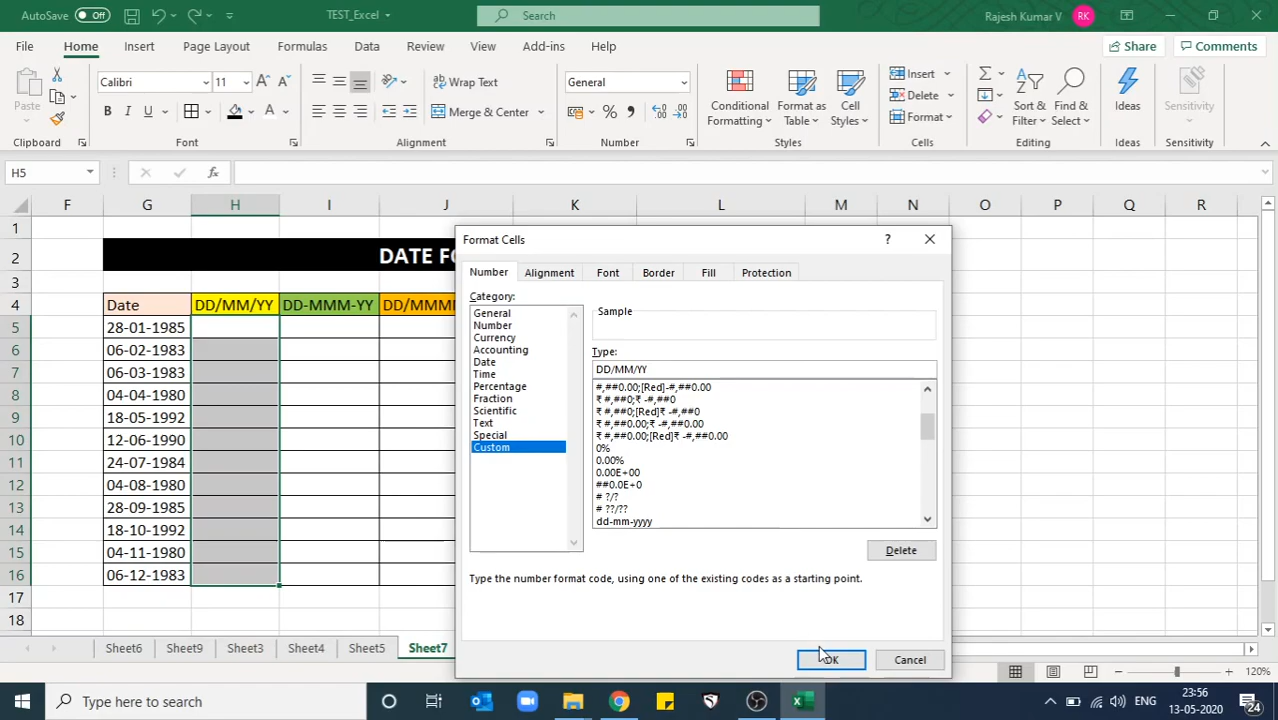 AutoSave Off TEST_Excel Search Rajesh Kumar V RK
File Home Insert Page Layout Formulas Data Review View Add-ins Help Share Comments
Paste Calibri 11 Wrap Text General Insert Conditional Format as Cell Sort & Find & Ideas Sensitivity
B I U Merge & Center % Delete Formatting Table Styles Format Filter Select
Clipboard Font Alignment Number Styles Cells Editing Ideas Sensitivity
H5 fx
F G H I J K L M N O P Q R
1
2 DATE FO
3
4 Date DD/MM/YY DD-MMM-YY DD/MMM
5 28-01-1985
6 06-02-1983
7 06-03-1983
8 04-04-1980
9 18-05-1992
10 12-06-1990
11 24-07-1984
12 04-08-1980
13 28-09-1985
14 18-10-1992
15 04-11-1980
16 06-12-1983
17
18
Format Cells ?
Number Alignment Font Border Fill Protection
Category:
General
Number
Currency
Accounting
Date
Time
Percentage
Fraction
Scientific
Text
Special
Custom
Sample
Type:
DD/MM/YY
#,##0.00;[Red]-#,##0.00
₹ #,##0;₹ -#,##0
₹ #,##0;[Red]₹ -#,##0
₹ #,##0.00;₹ -#,##0.00
₹ #,##0.00;[Red]₹ -#,##0.00
0%
0.00%
0.00E+00
##0.0E+0
# ?/?
# ??/??
dd-mm-yyyy
Delete
Type the number format code, using one of the existing codes as a starting point.
OK Cancel
Sheet6 Sheet9 Sheet3 Sheet4 Sheet5 Sheet7
120%
Type here to search ENG 23:56
13-05-2020 24